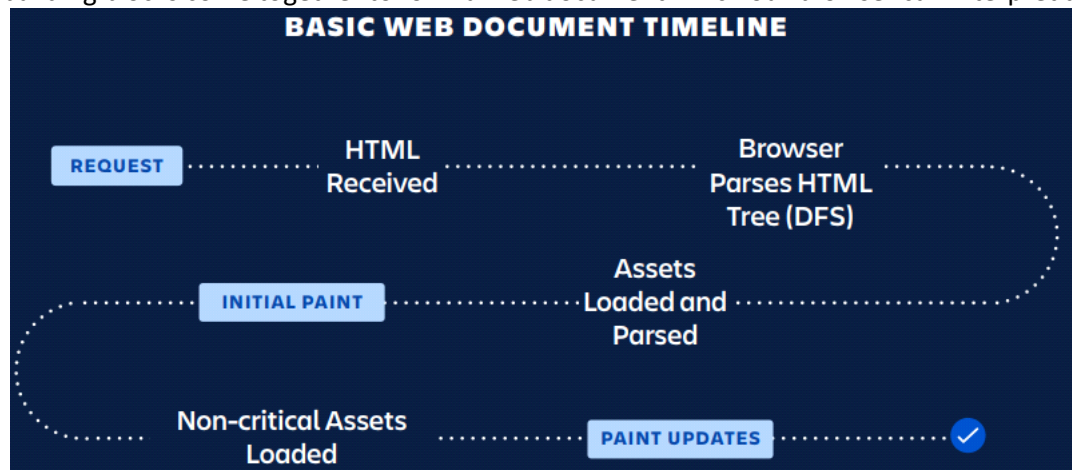 BASIC WEB DOCUMENT TIMELINE
REQUEST
HTML
Received
Browser
Parses HTML
Tree (DFS)
Assets
Loaded and
Parsed
INITIAL PAINT
Non-critical Assets
Loaded
PAINT UPDATES